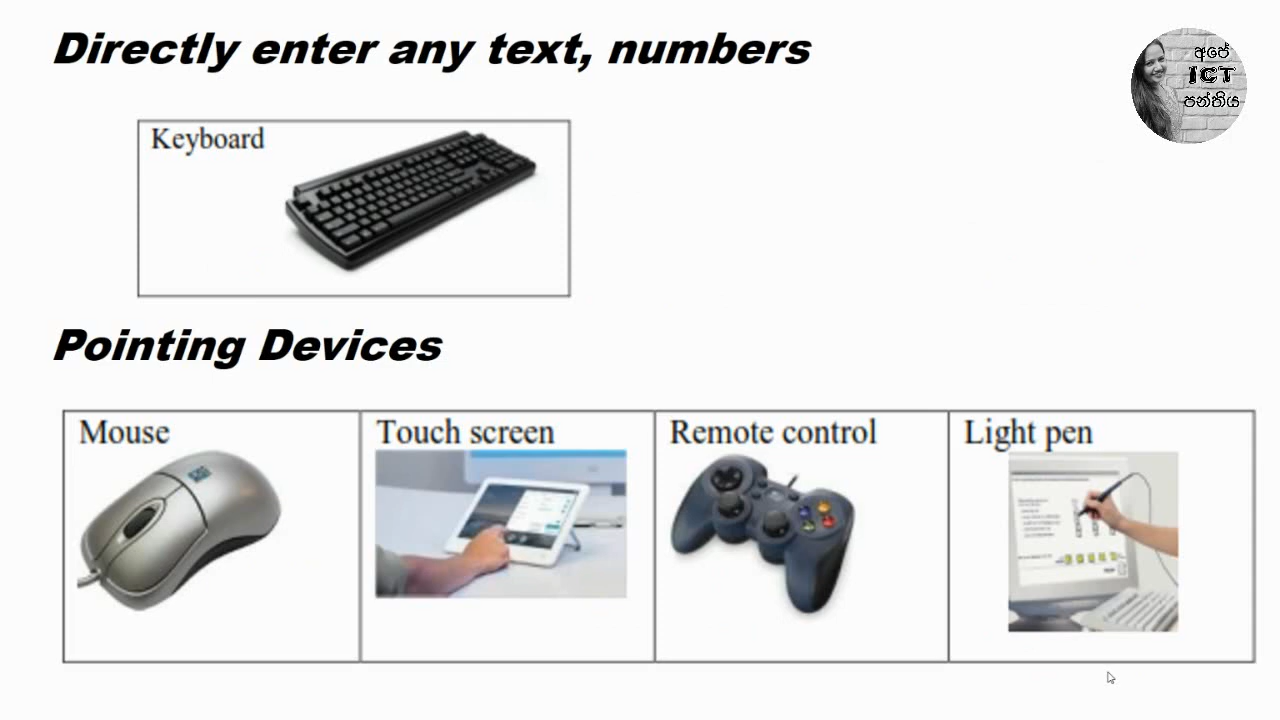 Directly enter any text, numbers
අපේ
ICT
පන්තිය
Keyboard
Pointing Devices
Mouse
Touch screen
Remote control
Light pen